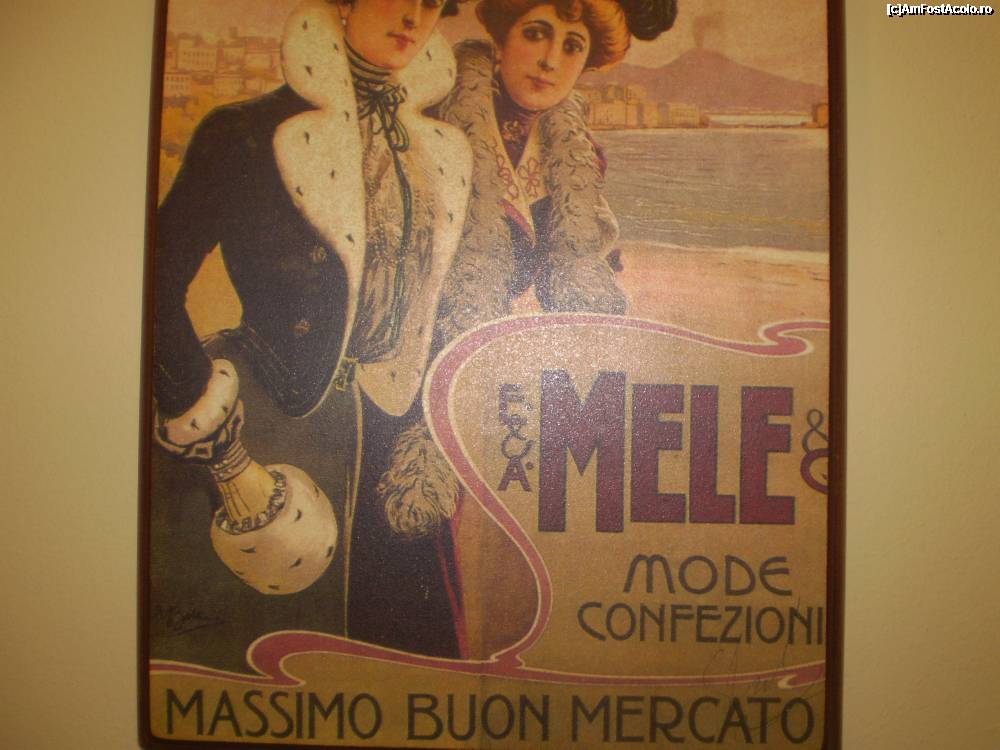 [c]AmFostAcolo.ro
E. & A. MELE &
MODE
CONFEZIONI
MASSIMO BUON MERCATO